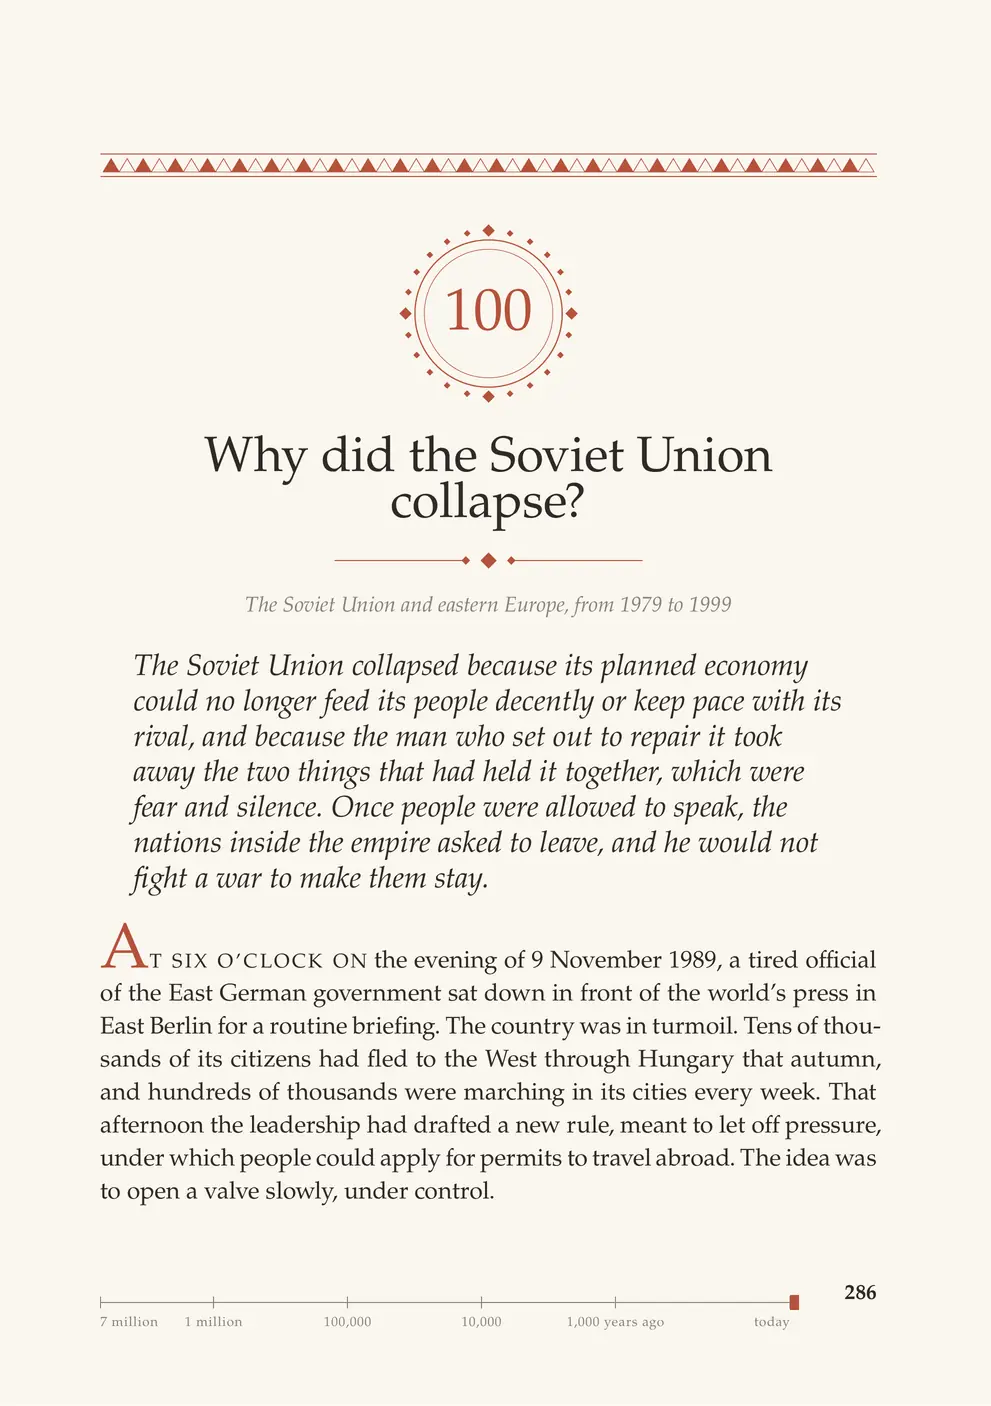 100
Why did the Soviet Union
collapse?
The Soviet Union and eastern Europe, from 1979 to 1999
The Soviet Union collapsed because its planned economy
could no longer feed its people decently or keep pace with its
rival, and because the man who set out to repair it took
away the two things that had held it together, which were
fear and silence. Once people were allowed to speak, the
nations inside the empire asked to leave, and he would not
fight a war to make them stay.
AT SIX O’CLOCK ON the evening of 9 November 1989, a tired official
of the East German government sat down in front of the world’s press in
East Berlin for a routine briefing. The country was in turmoil. Tens of thou-
sands of its citizens had fled to the West through Hungary that autumn,
and hundreds of thousands were marching in its cities every week. That
afternoon the leadership had drafted a new rule, meant to let off pressure,
under which people could apply for permits to travel abroad. The idea was
to open a valve slowly, under control.
286
7 million 1 million 100,000 10,000 1,000 years ago today